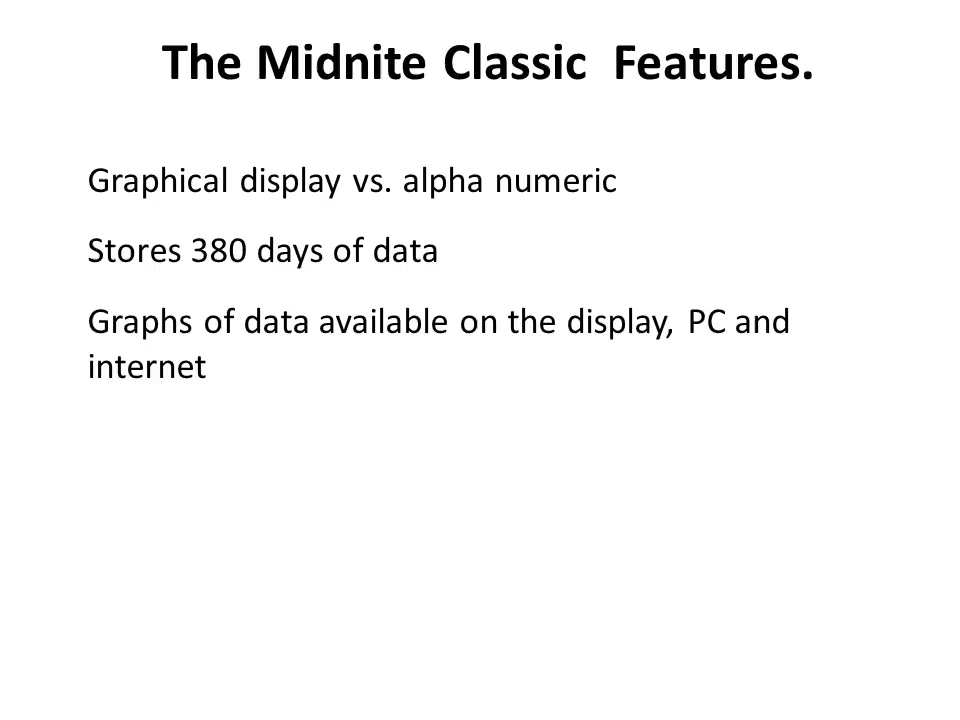 The Midnite Classic  Features.
Graphical display vs. alpha numeric
Stores 380 days of data
Graphs of data available on the display, PC and
internet